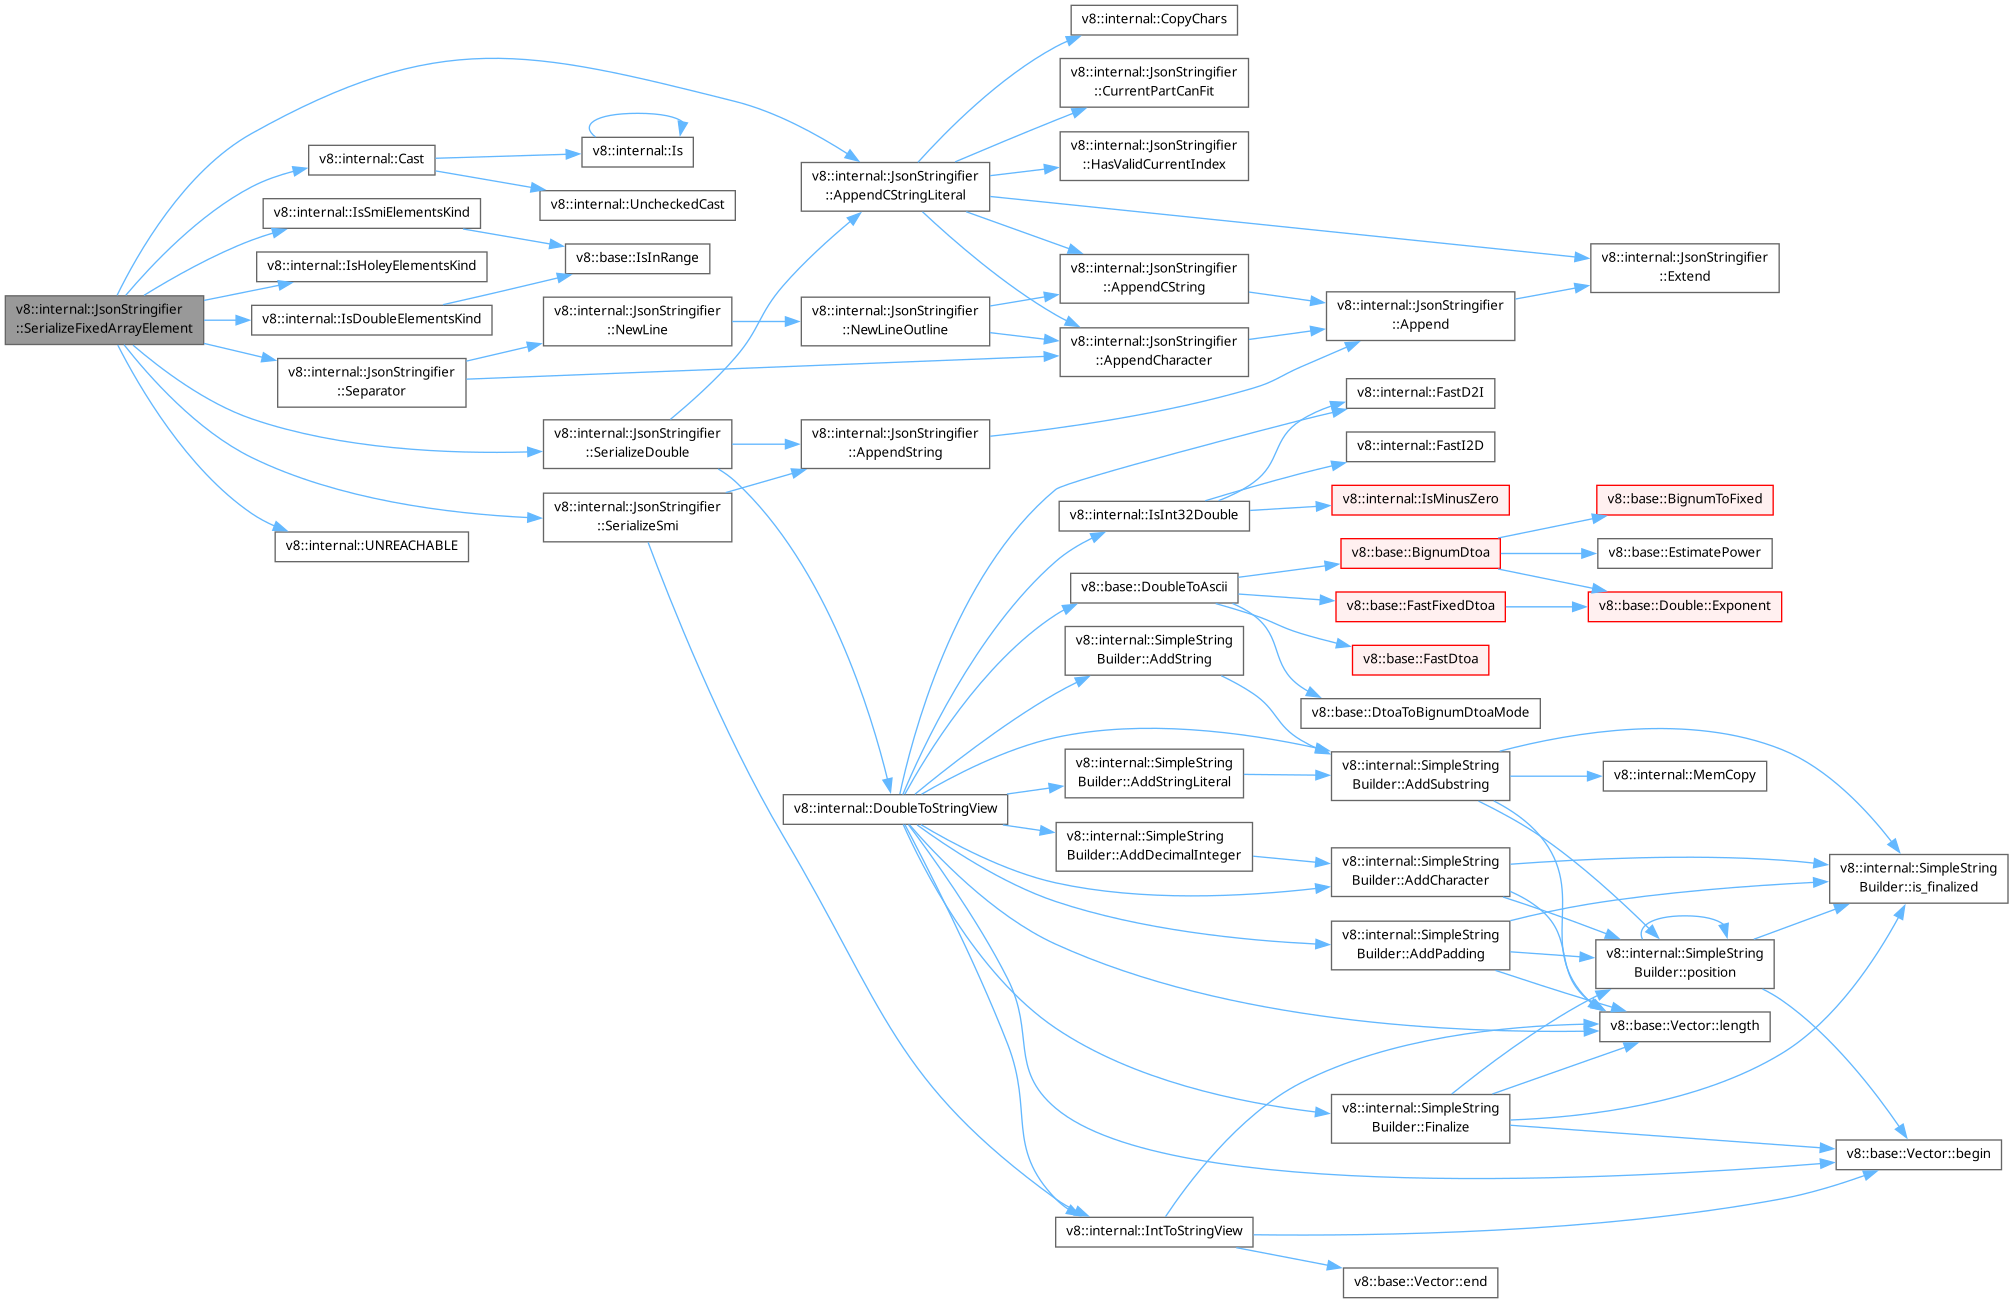 v8::internal::JsonStringifier
::SerializeFixedArrayElement
v8::internal::Cast
v8::internal::IsSmiElementsKind
v8::internal::IsHoleyElementsKind
v8::internal::IsDoubleElementsKind
v8::internal::JsonStringifier
::Separator
v8::internal::UNREACHABLE
v8::internal::Is
v8::internal::UncheckedCast
v8::base::IsInRange
v8::internal::JsonStringifier
::NewLine
v8::internal::JsonStringifier
::SerializeDouble
v8::internal::JsonStringifier
::SerializeSmi
v8::internal::JsonStringifier
::AppendCStringLiteral
v8::internal::JsonStringifier
::NewLineOutline
v8::internal::JsonStringifier
::AppendString
v8::internal::DoubleToStringView
v8::internal::CopyChars
v8::internal::JsonStringifier
::CurrentPartCanFit
v8::internal::JsonStringifier
::HasValidCurrentIndex
v8::internal::JsonStringifier
::AppendCString
v8::internal::JsonStringifier
::AppendCharacter
v8::internal::IsInt32Double
v8::base::DoubleToAscii
v8::internal::SimpleString
Builder::AddString
v8::internal::SimpleString
Builder::AddStringLiteral
v8::internal::SimpleString
Builder::AddDecimalInteger
v8::internal::IntToStringView
v8::internal::JsonStringifier
::Append
v8::internal::FastD2I
v8::internal::FastI2D
v8::internal::IsMinusZero
v8::base::BignumDtoa
v8::base::FastFixedDtoa
v8::base::FastDtoa
v8::base::DtoaToBignumDtoaMode
v8::internal::SimpleString
Builder::AddSubstring
v8::internal::SimpleString
Builder::AddCharacter
v8::internal::SimpleString
Builder::AddPadding
v8::internal::SimpleString
Builder::Finalize
v8::base::Vector::end
v8::internal::JsonStringifier
::Extend
v8::base::BignumToFixed
v8::base::EstimatePower
v8::base::Double::Exponent
v8::internal::MemCopy
v8::internal::SimpleString
Builder::position
v8::base::Vector::length
v8::internal::SimpleString
Builder::is_finalized
v8::base::Vector::begin